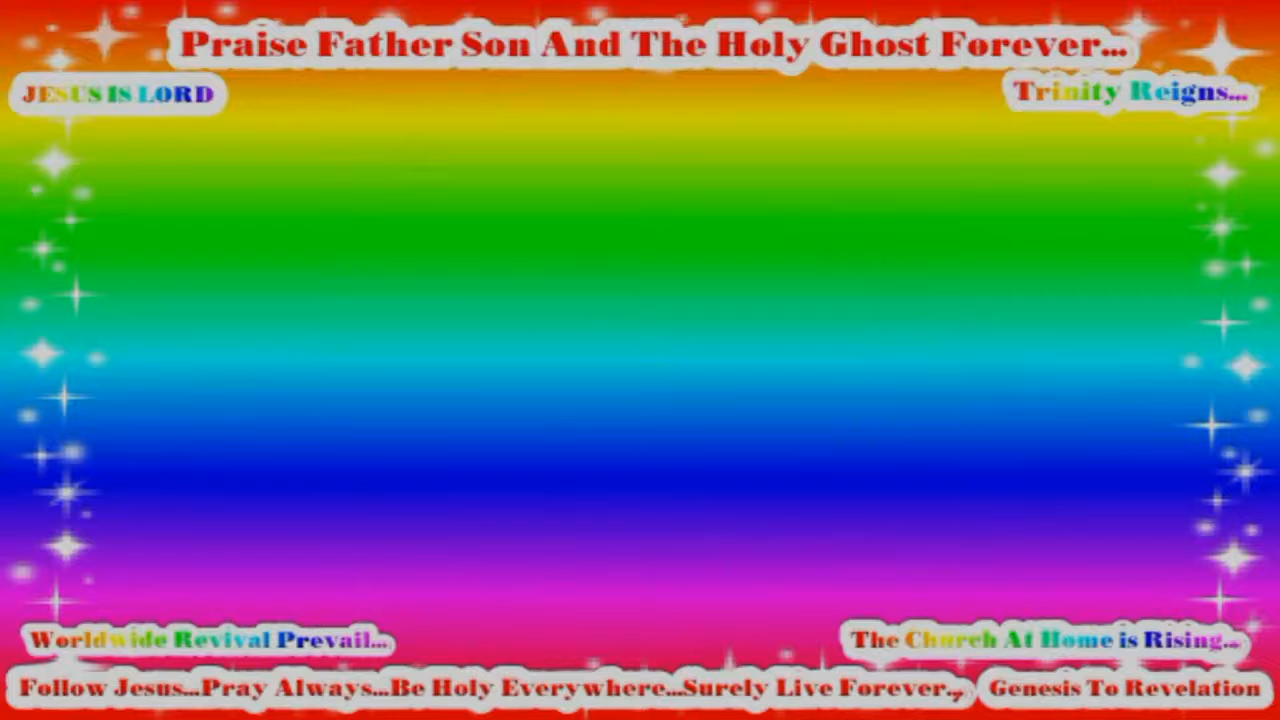 Praise Father Son And The Holy Ghost Forever...
JESUS IS LORD
Trinity Reigns...
Worldwide Revival Prevail...
The Church At Home is Rising...
Follow Jesus...Pray Always...Be Holy Everywhere...Surely Live Forever..,
Genesis To Revelation